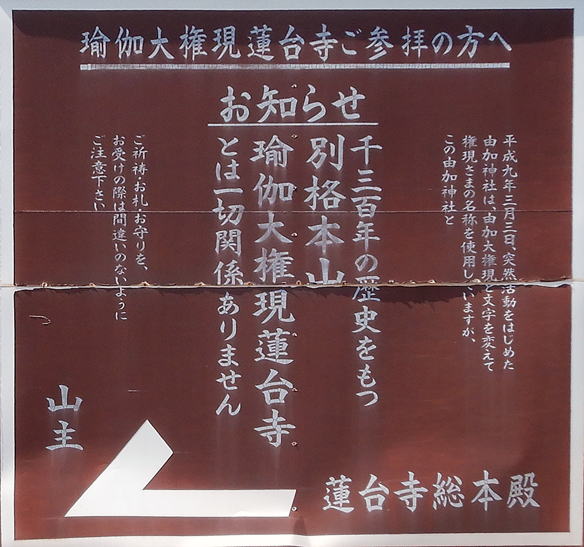 瑜伽大権現蓮台寺ご参拝の方へ
お知らせ
平成九年三月三日、突然活動をはじめた
由加神社は、由加大権現と文字を変えて
権現さまの名称を使用していますが、
この由加神社と
千三百年の歴史をもつ
別格本山
瑜伽大権現蓮台寺
とは一切関係ありません
ご祈祷お札、お守りを、
お受けの際は間違いのないように
ご注意下さい
山主
蓮台寺総本殿